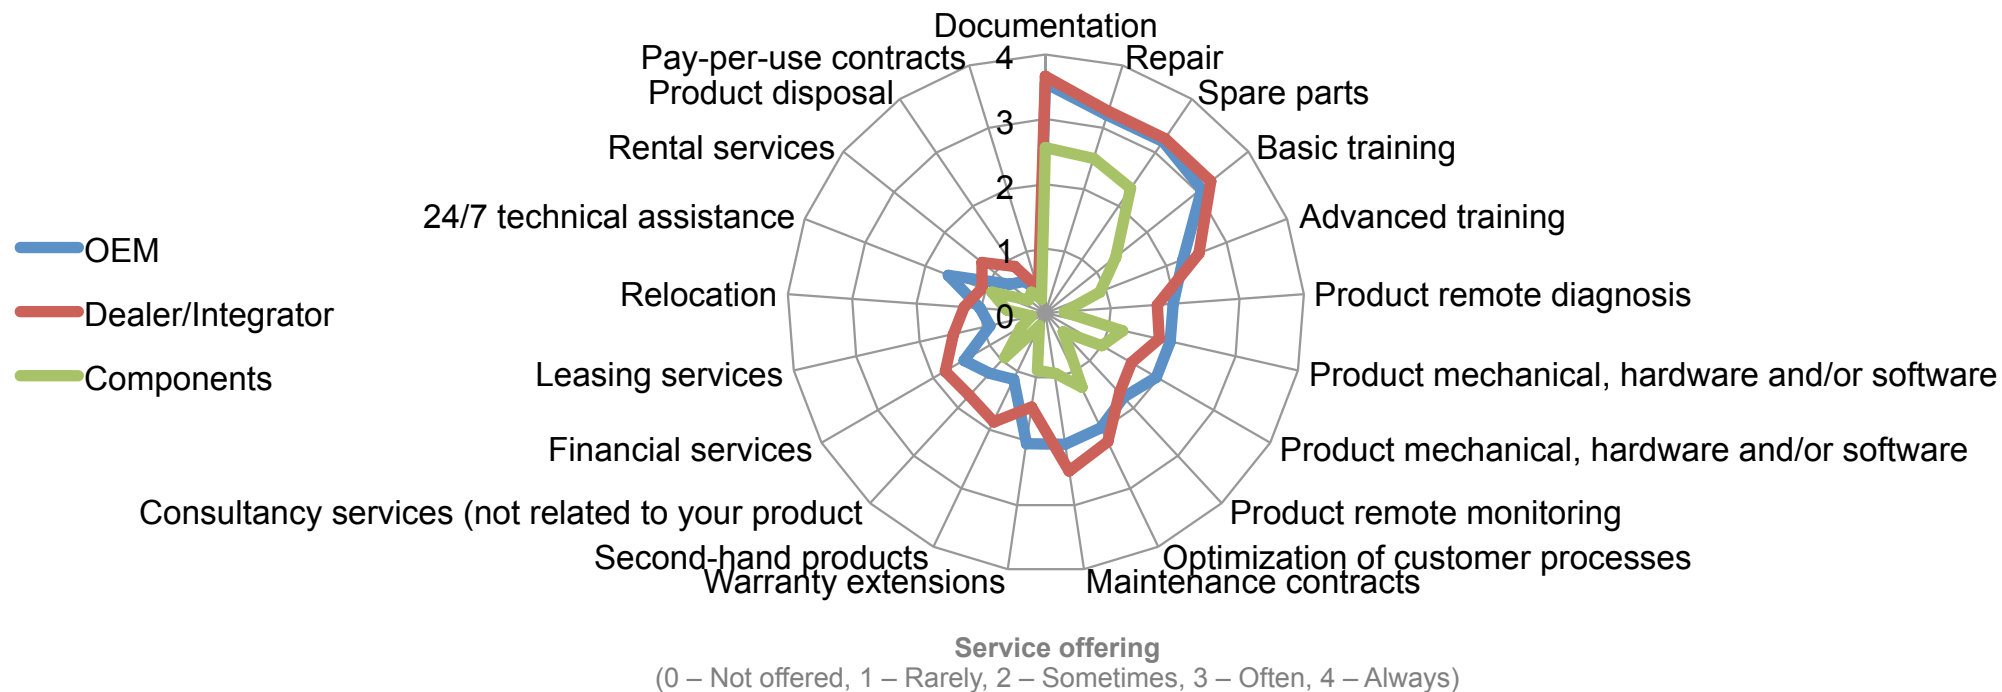 Documentation
Pay-per-use contracts
4
Repair
Product disposal
Spare parts
3
Rental services
Basic training
2
24/7 technical assistance
Advanced training
OEM
1
Relocation
Product remote diagnosis
Dealer/Integrator
0
Components
Leasing services
Product mechanical, hardware and/or software
Financial services
Product mechanical, hardware and/or software
Consultancy services (not related to your product
Product remote monitoring
Second-hand products
Optimization of customer processes
Warranty extensions
Maintenance contracts
Service offering
(0 – Not offered, 1 – Rarely, 2 – Sometimes, 3 – Often, 4 – Always)